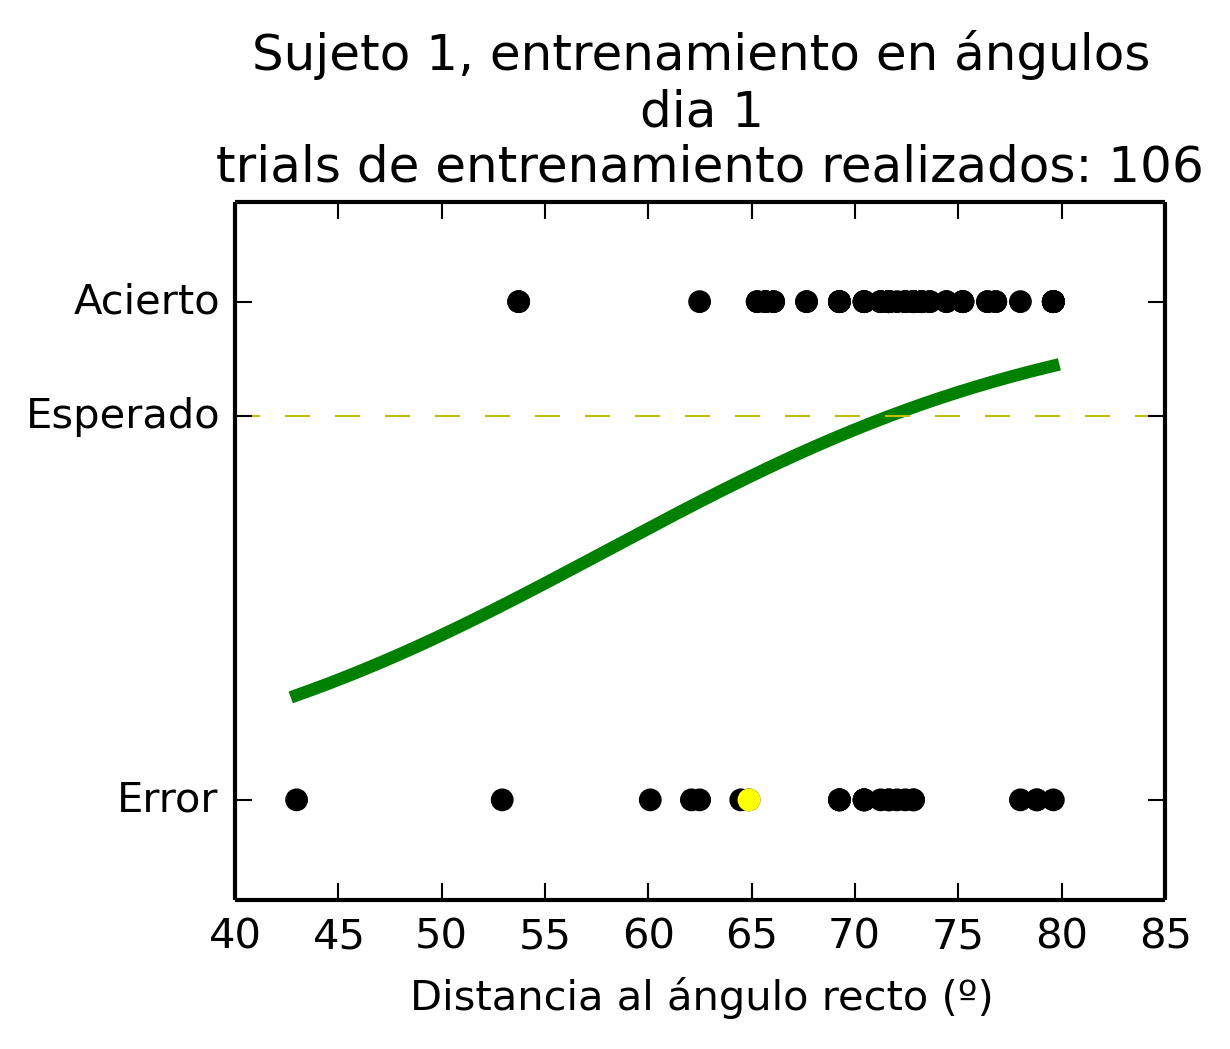 Sujeto 1, entrenamiento en ángulos
dia 1
trials de entrenamiento realizados: 106
Acierto
Esperado
Error
40 45 50 55 60 65 70 75 80 85
Distancia al ángulo recto (º)